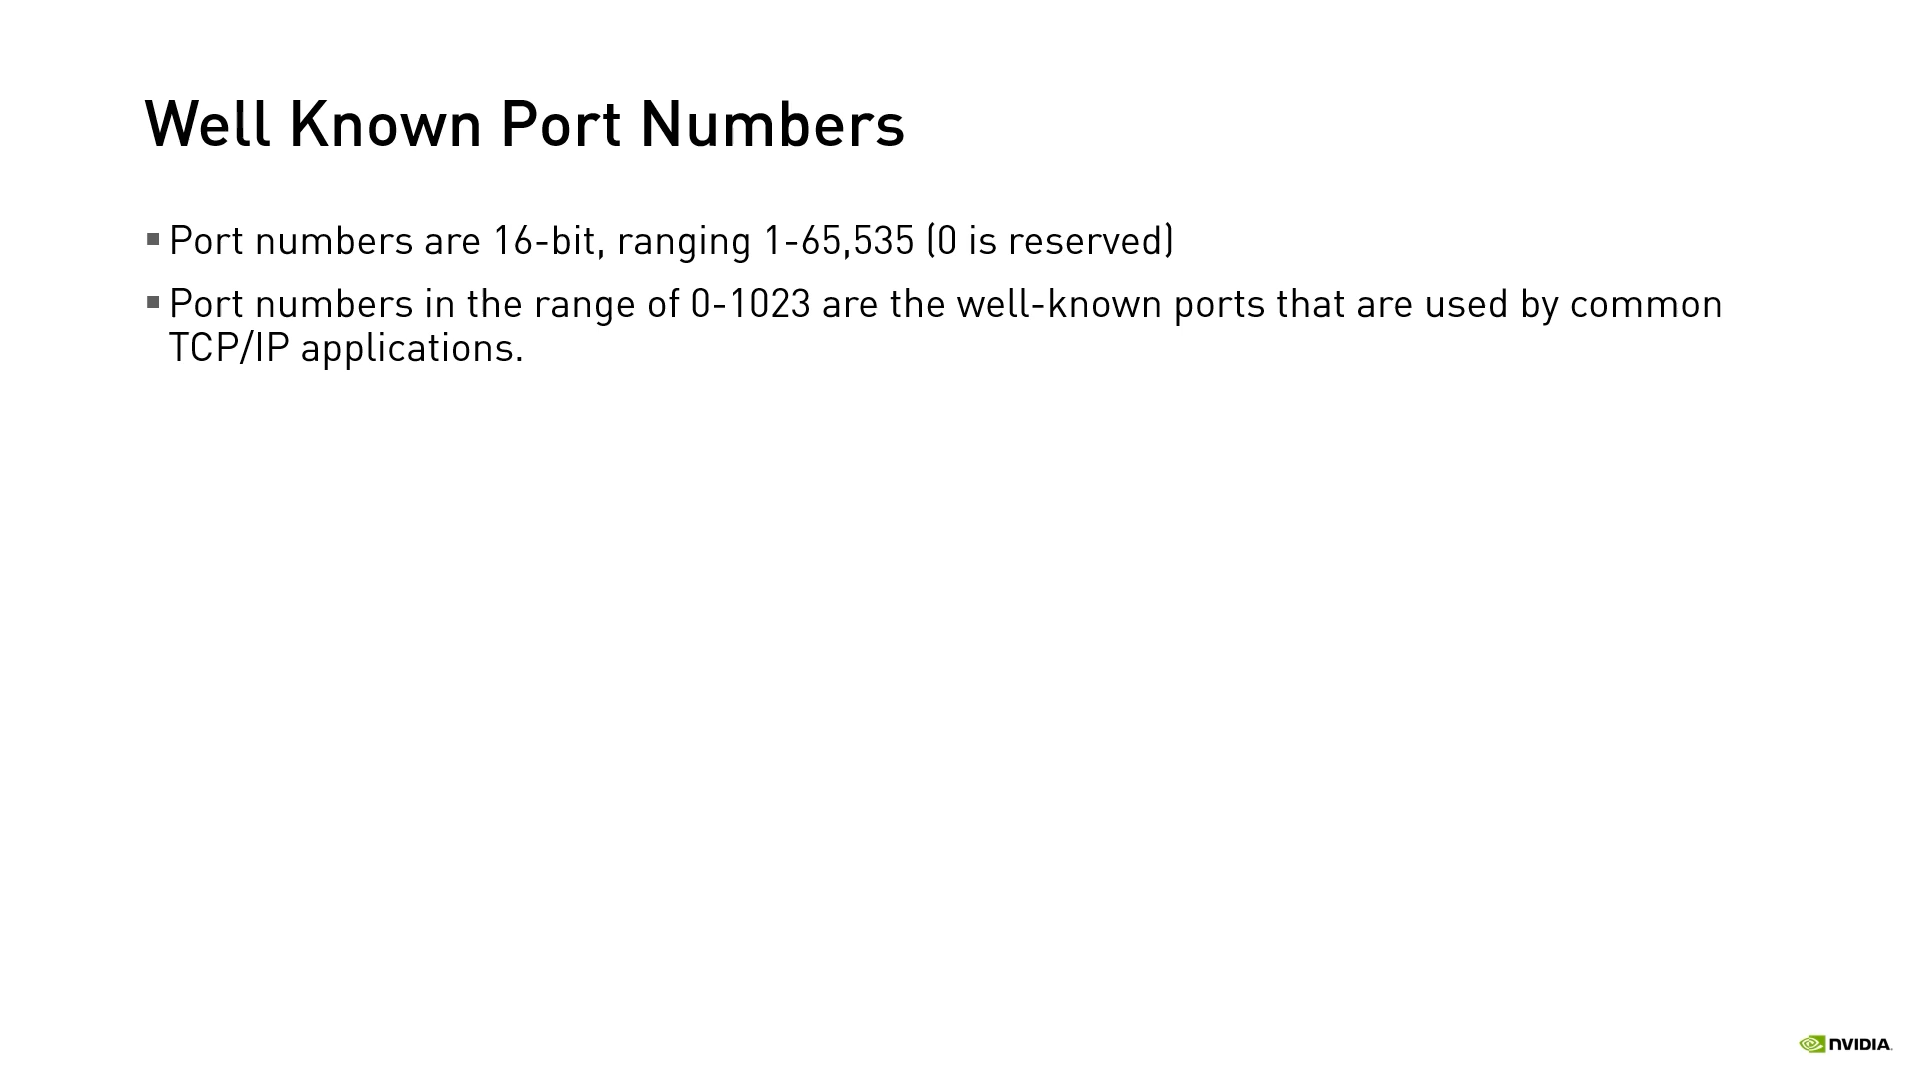 Well Known Port Numbers
▪ Port numbers are 16-bit, ranging 1-65,535 (0 is reserved)
▪ Port numbers in the range of 0-1023 are the well-known ports that are used by common
TCP/IP applications.
NVIDIA.